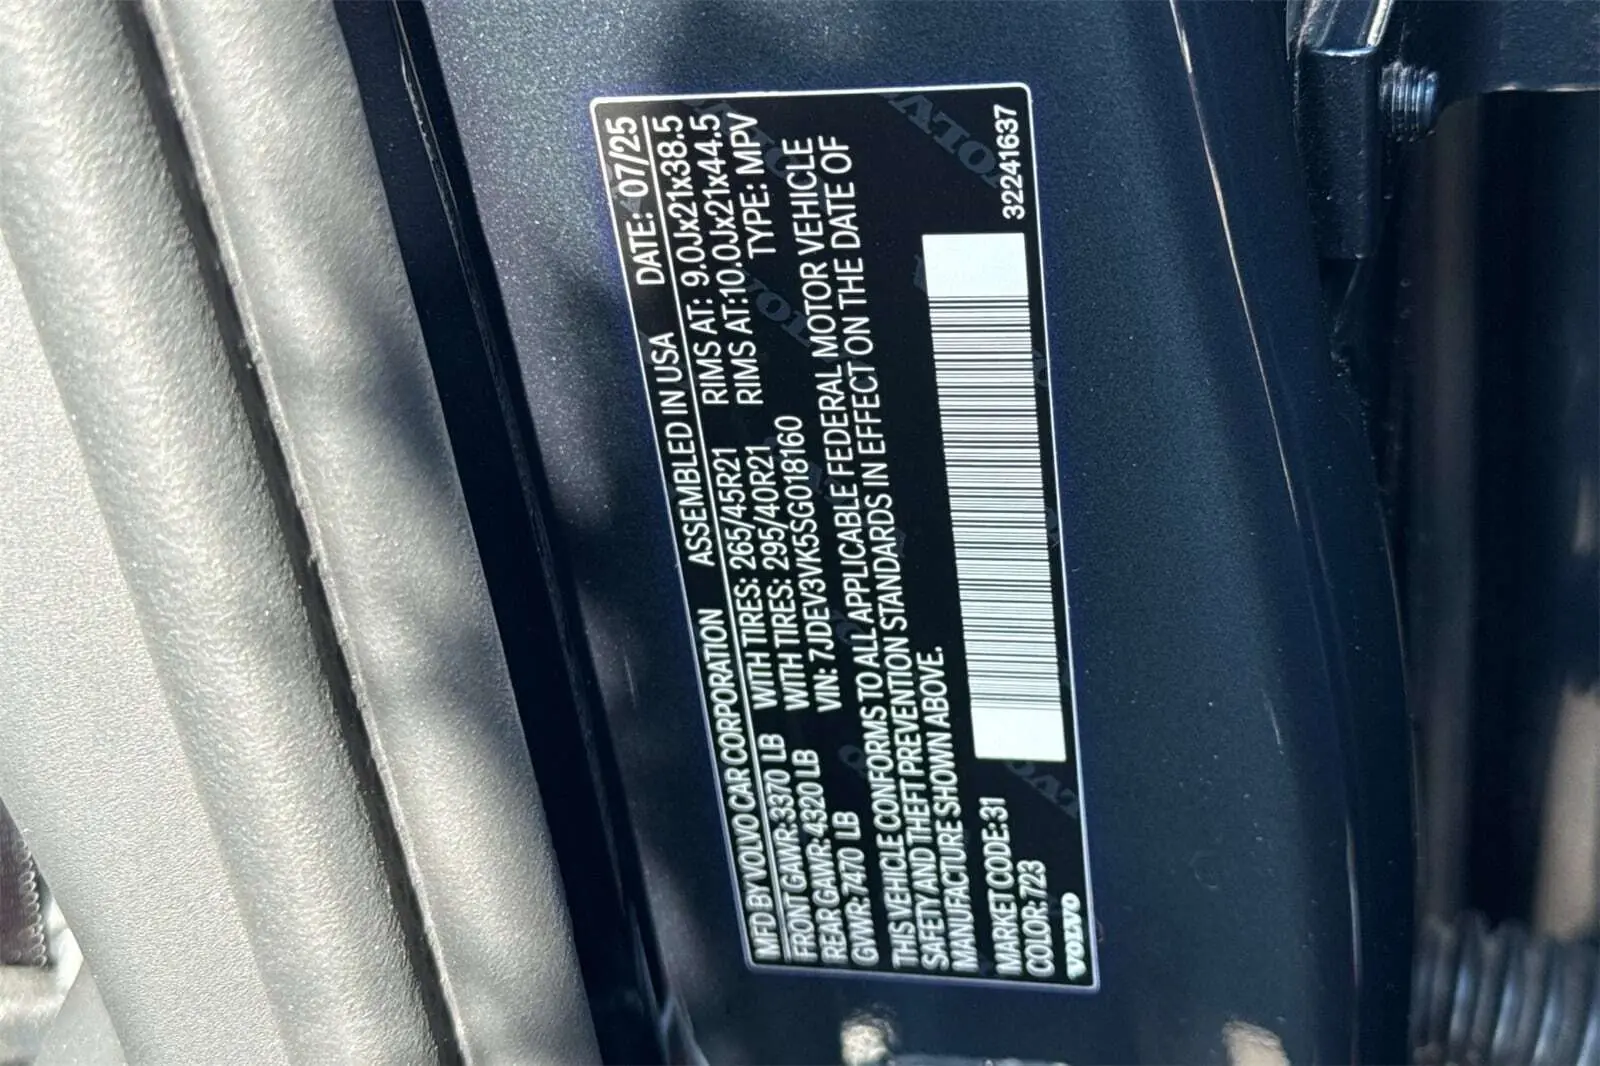 MFD BY VOLVO CAR CORPORATION ASSEMBLED IN USA DATE: 07/25
FRONT GAWR:3370 LB WITH TIRES: 265/45R21 RIMS AT: 9.0Jx21x38.5
REAR GAWR:4320 LB WITH TIRES: 295/40R21 RIMS AT:10.0Jx21x44.5
GVWR:7470 LB VIN: 7JDEV3VK5SG018160 TYPE: MPV
THIS VEHICLE CONFORMS TO ALL APPLICABLE FEDERAL MOTOR VEHICLE
SAFETY AND THEFT PREVENTION STANDARDS IN EFFECT ON THE DATE OF
MANUFACTURE SHOWN ABOVE.
MARKET CODE:31
COLOR:723
32241637
VOLVO